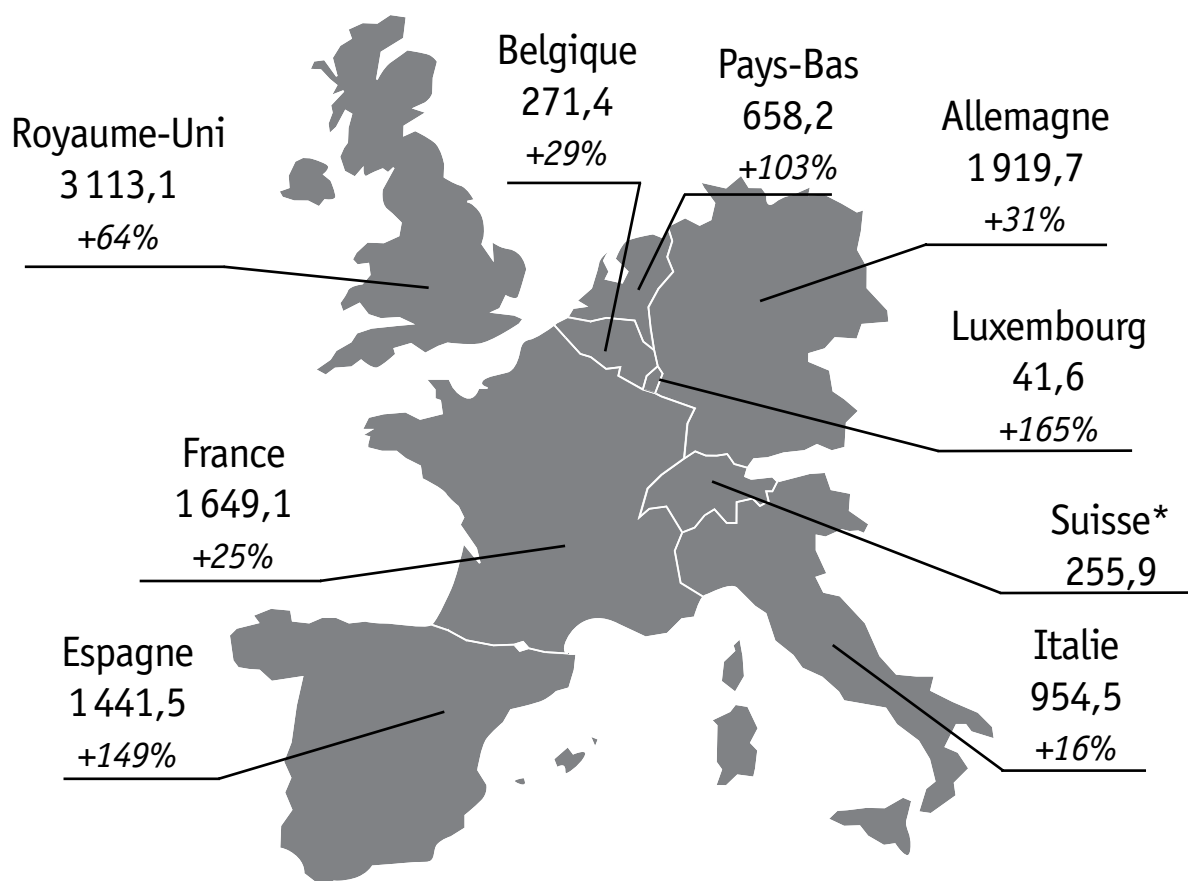 Belgique
271,4
+29%
Pays-Bas
658,2
+103%
Royaume-Uni
3 113,1
+64%
Allemagne
1 919,7
+31%
Luxembourg
41,6
+165%
France
1 649,1
+25%
Suisse*
255,9
Espagne
1 441,5
+149%
Italie
954,5
+16%